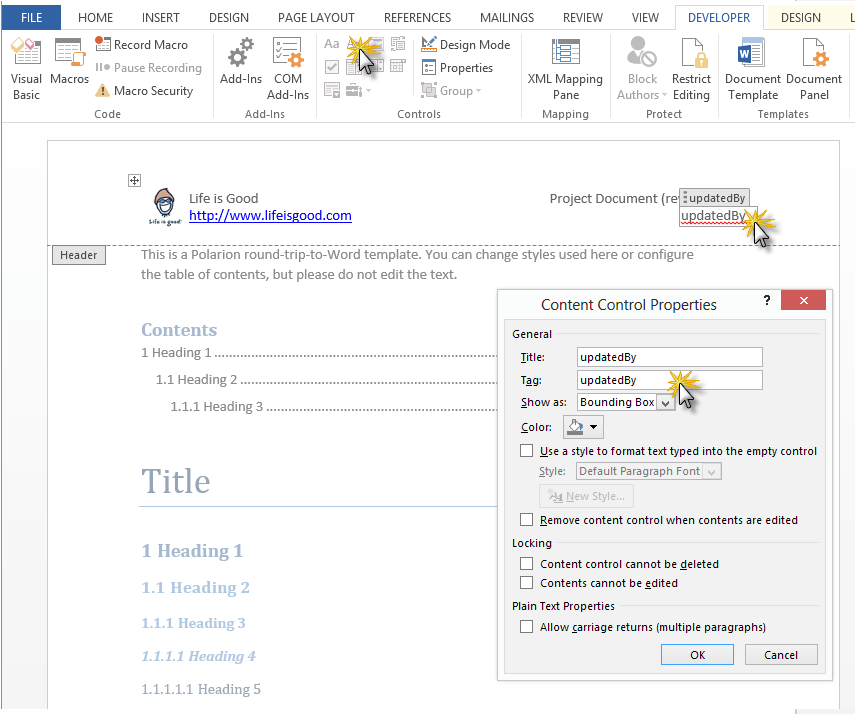 FILE HOME INSERT DESIGN PAGE LAYOUT REFERENCES MAILINGS REVIEW VIEW DEVELOPER DESIGN L
Visual Basic
Macros
Record Macro
Pause Recording
Macro Security
Code
Add-Ins
COM Add-Ins
Add-Ins
Aa
Design Mode
Properties
Group
Controls
XML Mapping Pane
Mapping
Block Authors
Restrict Editing
Protect
Document Template
Document Panel
Templates
Life is Good
http://www.lifeisgood.com
life is good
Project Document (rev
updatedBy
updatedBy
Header
This is a Polarion round-trip-to-Word template. You can change styles used here or configure
the table of contents, but please do not edit the text.
Contents
1 Heading 1
1.1 Heading 2
1.1.1 Heading 3
Title
1 Heading 1
1.1 Heading 2
1.1.1 Heading 3
1.1.1.1 Heading 4
1.1.1.1.1 Heading 5
Content Control Properties
?
General
Title: updatedBy
Tag: updatedBy
Show as: Bounding Box
Color:
Use a style to format text typed into the empty control
Style: Default Paragraph Font
New Style...
Remove content control when contents are edited
Locking
Content control cannot be deleted
Contents cannot be edited
Plain Text Properties
Allow carriage returns (multiple paragraphs)
OK Cancel